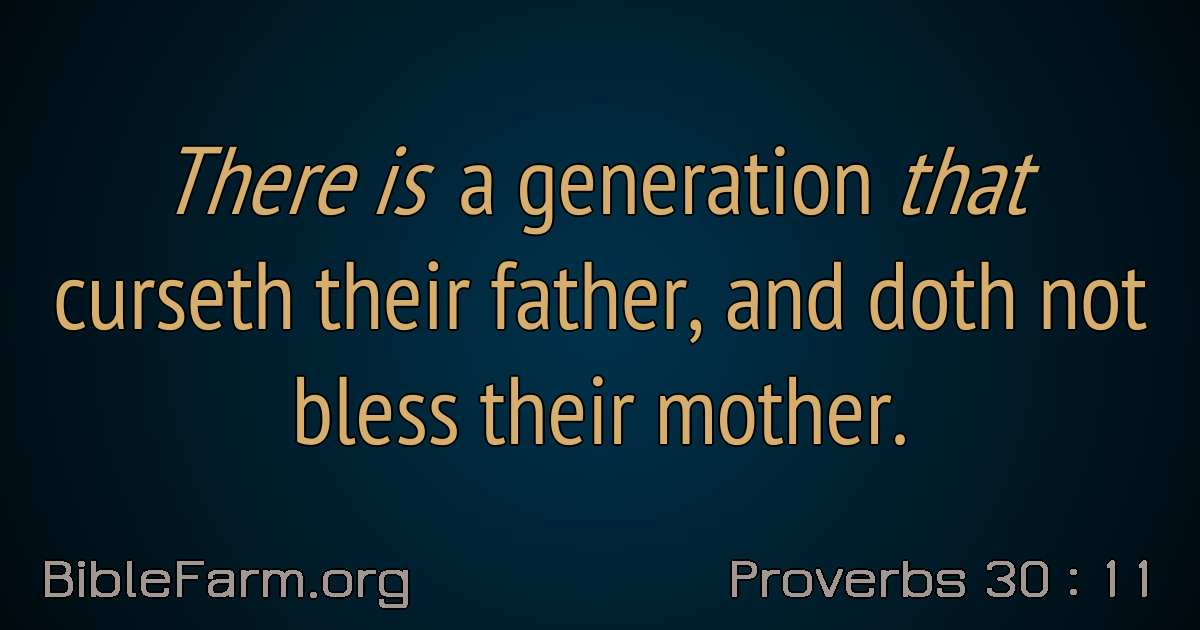 There is a generation that
curseth their father, and doth not
bless their mother.
BibleFarm.org
Proverbs 30 : 11